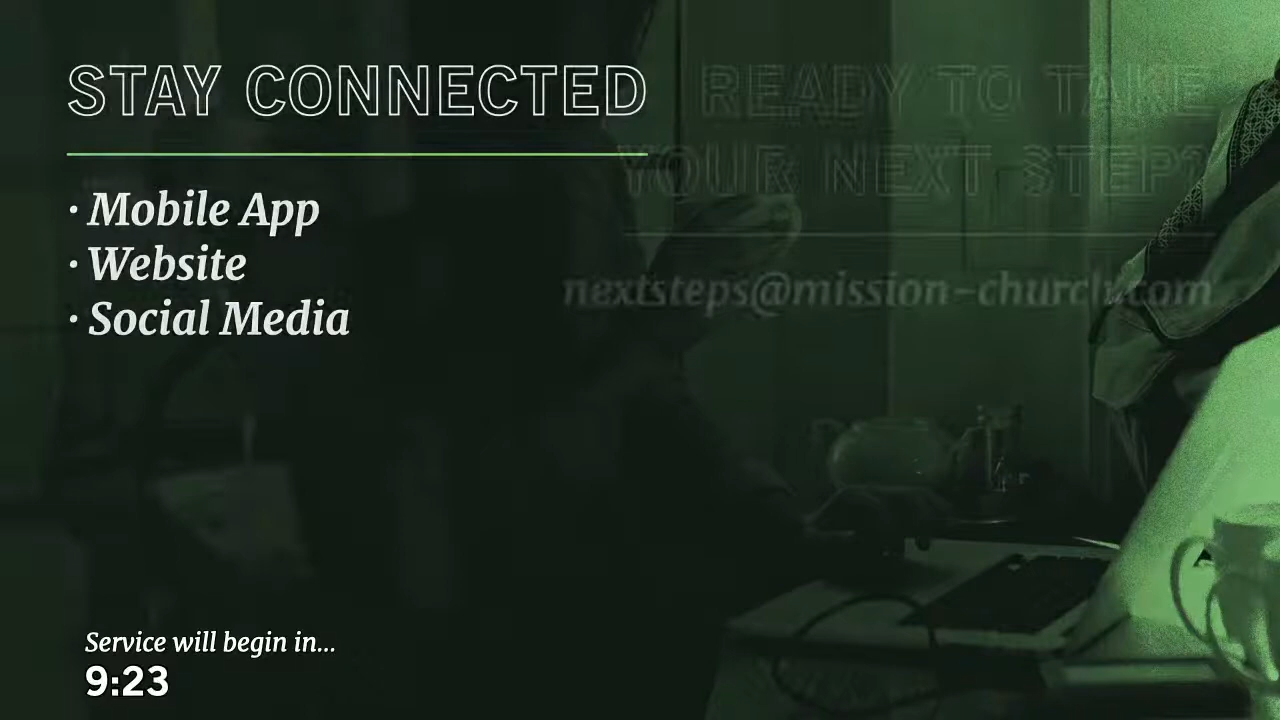 STAY CONNECTED
· Mobile App
· Website
· Social Media
READY TO TAKE
YOUR NEXT STEP?
nextsteps@mission-church.com
Service will begin in...
9:23